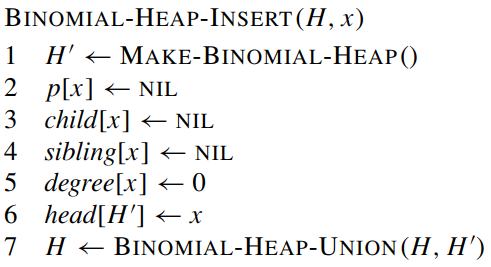 BINOMIAL-HEAP-INSERT(H, x)
1 H′ ← MAKE-BINOMIAL-HEAP()
2 p[x] ← NIL
3 child[x] ← NIL
4 sibling[x] ← NIL
5 degree[x] ← 0
6 head[H′] ← x
7 H ← BINOMIAL-HEAP-UNION(H, H′)